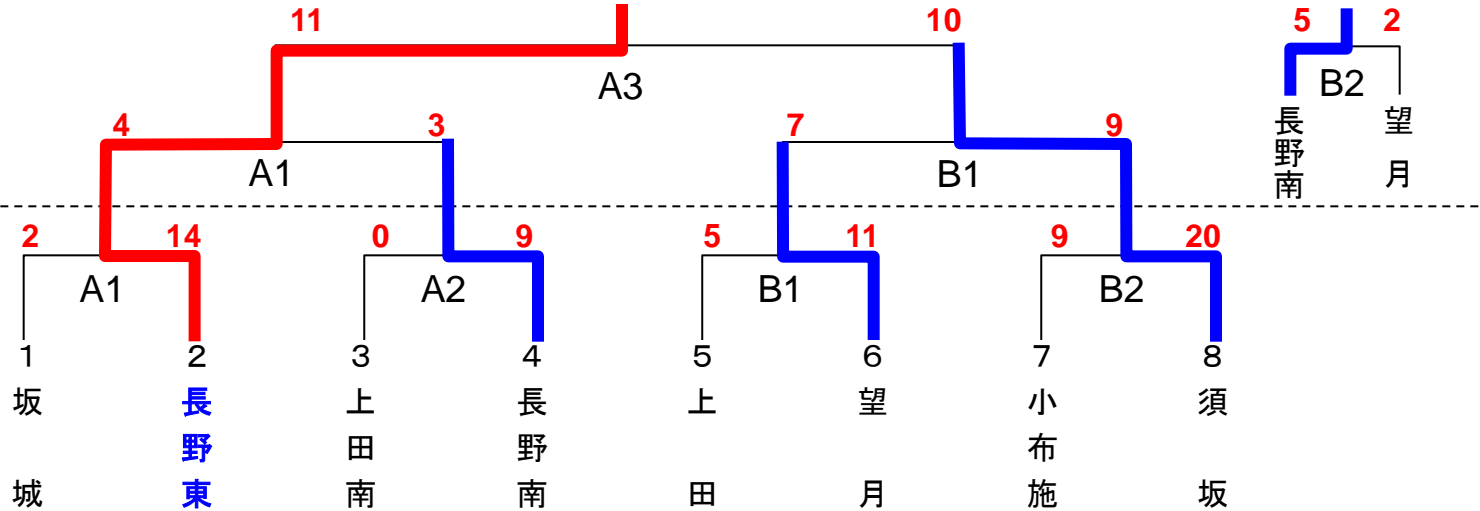 11 10 5 2
A3 B2
長野南 望月
4 3 7 9
A1 B1
2 14 0 9 5 11 9 20
A1 A2 B1 B2
1 2 3 4 5 6 7 8
坂城 長野東 上田南 長野南 上田 望月 小布施 須坂